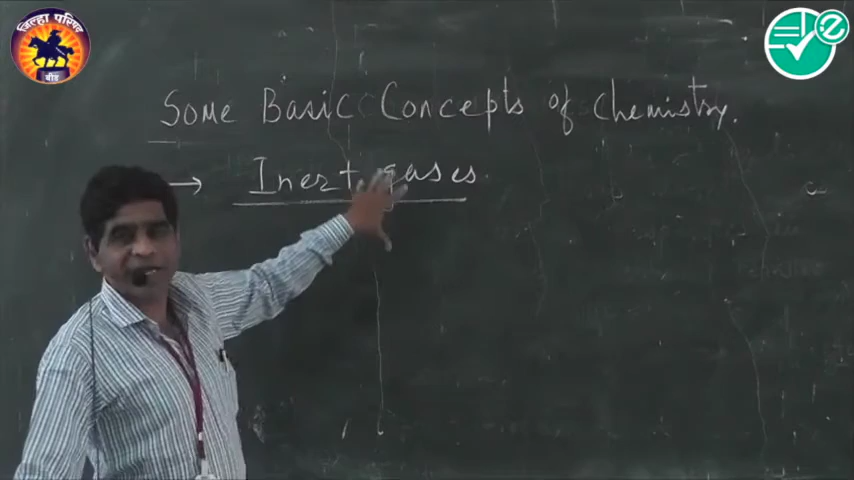 जिल्हा परिषद
बीड
Some Basic Concepts of Chemistry.
→ Inert gases.